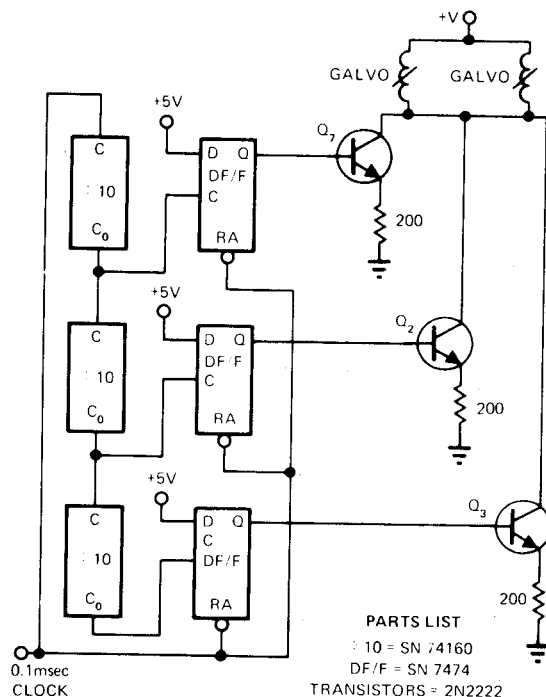 +V
GALVO
GALVO
+5V
C
÷ 10
C0
D Q
DF/F
C
RA
Q7
200
+5V
C
÷ 10
C0
D Q
DF/F
C
RA
Q2
200
+5V
C
÷ 10
C0
D Q
C
DF/F
RA
Q3
200
0.1msec
CLOCK
PARTS LIST
÷ 10 = SN 74160
DF/F = SN 7474
TRANSISTORS = 2N2222